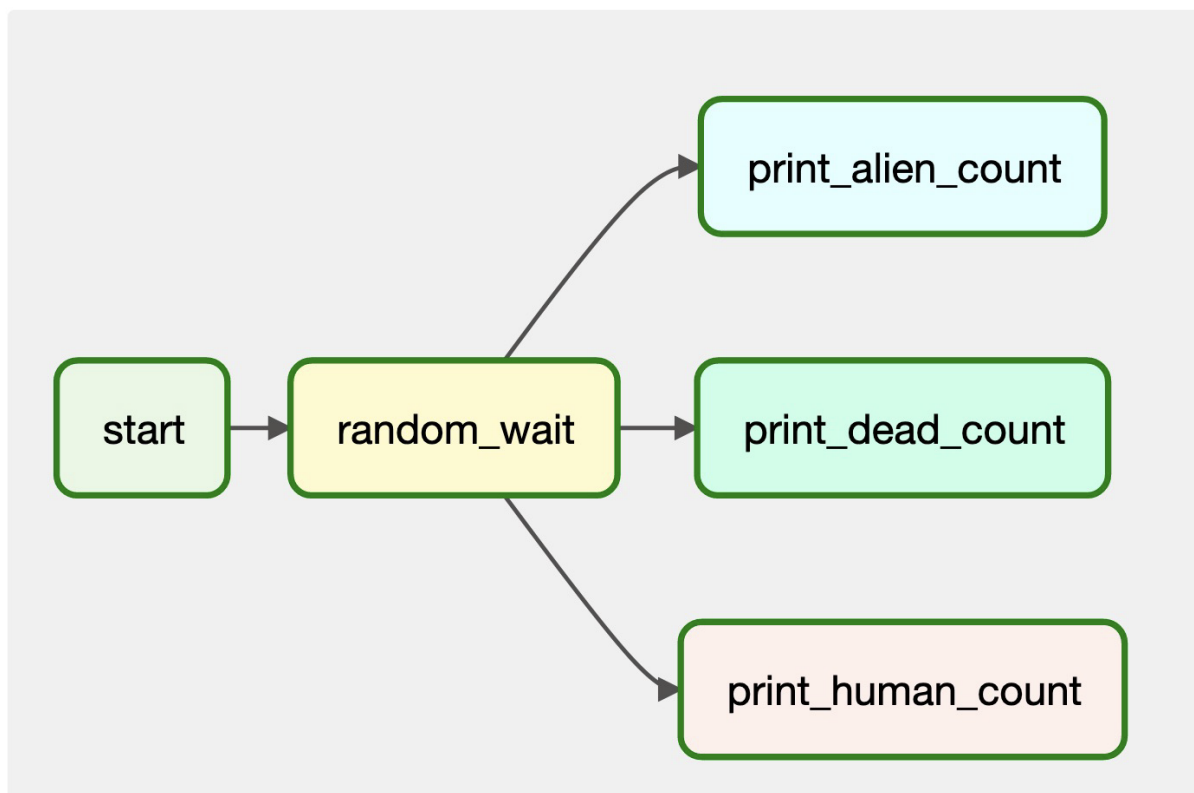 print_alien_count
start
random_wait
print_dead_count
print_human_count